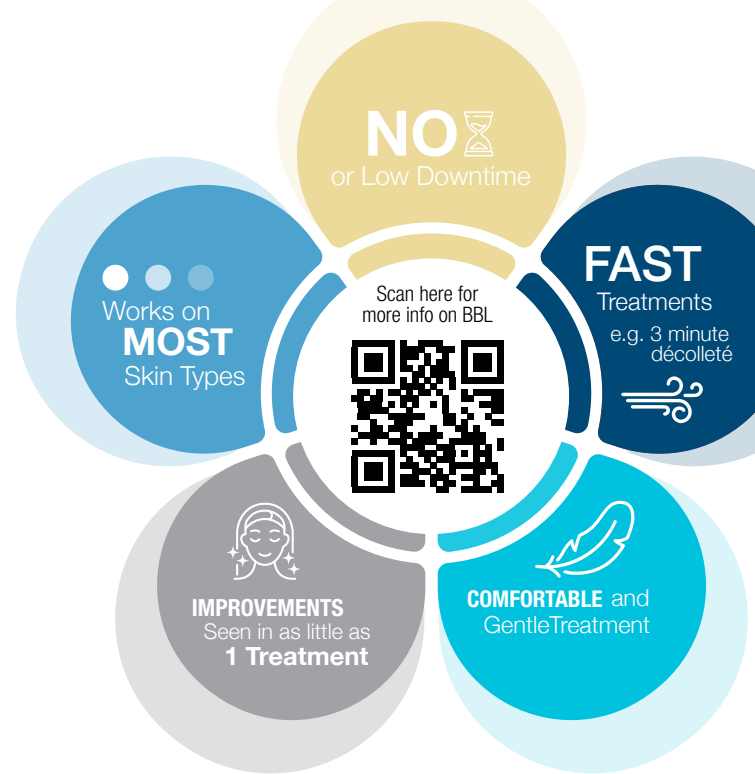 NO
or Low Downtime
FAST
Treatments
e.g. 3 minute
décolleté
Works on
MOST
Skin Types
Scan here for
more info on BBL
IMPROVEMENTS
Seen in as little as
1 Treatment
COMFORTABLE and
GentleTreatment